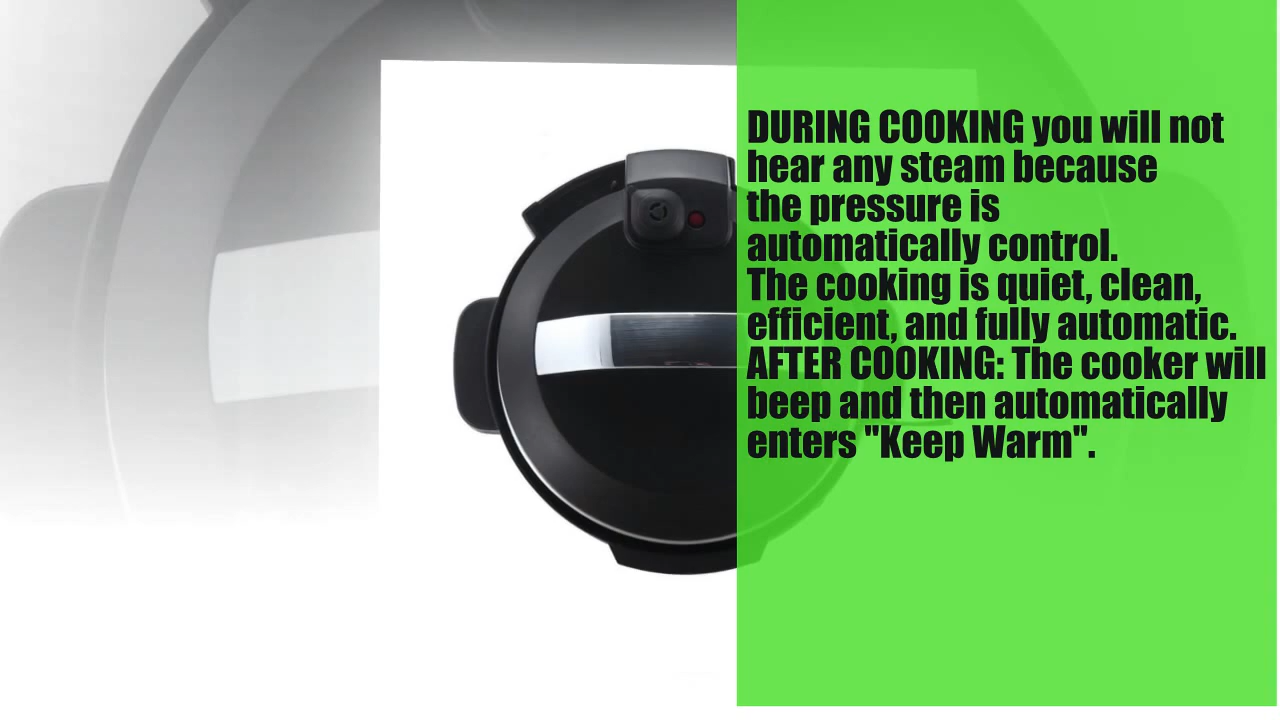 DURING COOKING you will not
hear any steam because
the pressure is
automatically control.
The cooking is quiet, clean,
efficient, and fully automatic.
AFTER COOKING: The cooker will
beep and then automatically
enters "Keep Warm".